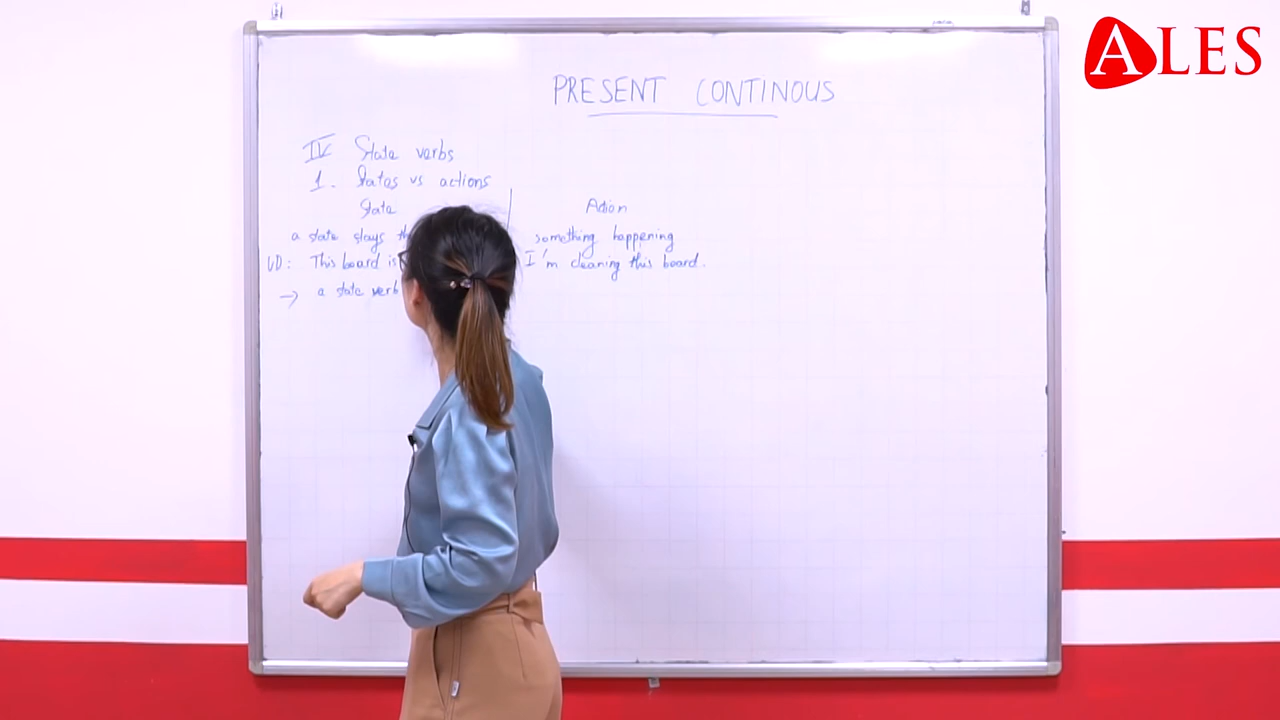 ALES
PRESENT CONTINOUS
IV State verbs
1. States vs actions
State
Action
a state stays
something happening
VD: This board is
I'm cleaning this board.
→ a state verb